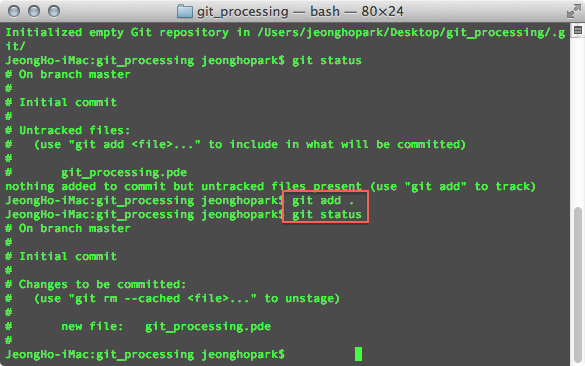 git_processing — bash — 80×24
Initialized empty Git repository in /Users/jeonghopark/Desktop/git_processing/.g
it/
JeongHo-iMac:git_processing jeonghopark$ git status
# On branch master
#
# Initial commit
#
# Untracked files:
#   (use "git add <file>..." to include in what will be committed)
#
#       git_processing.pde
nothing added to commit but untracked files present (use "git add" to track)
JeongHo-iMac:git_processing jeonghopark$ git add .
JeongHo-iMac:git_processing jeonghopark$ git status
# On branch master
#
# Initial commit
#
# Changes to be committed:
#   (use "git rm --cached <file>..." to unstage)
#
#       new file:   git_processing.pde
#
JeongHo-iMac:git_processing jeonghopark$